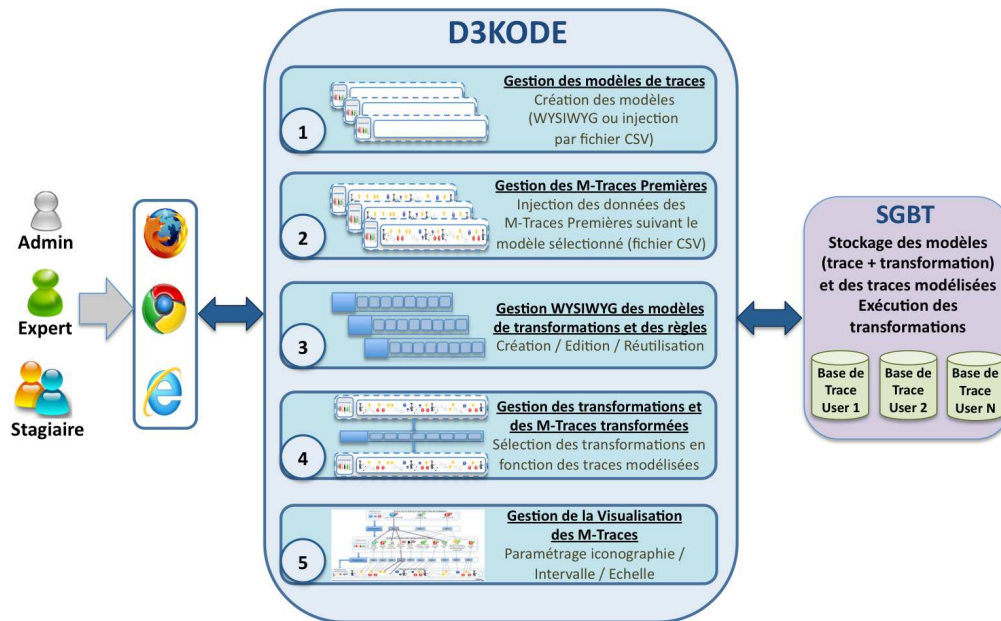 D3KODE
Admin
Expert
Stagiaire
1
Gestion des modèles de traces
Création des modèles
(WYSIWYG ou injection
par fichier CSV)
2
Gestion des M-Traces Premières
Injection des données des
M-Traces Premières suivant le
modèle sélectionné (fichier CSV)
3
Gestion WYSIWYG des modèles
de transformations et des règles
Création / Edition / Réutilisation
4
Gestion des transformations et
des M-Traces transformées
Sélection des transformations en
fonction des traces modélisées
5
Gestion de la Visualisation
des M-Traces
Paramétrage iconographie /
Intervalle / Echelle
SGBT
Stockage des modèles
(trace + transformation)
et des traces modélisées
Exécution des
transformations
Base de
Trace
User 1
Base de
Trace
User 2
Base de
Trace
User N